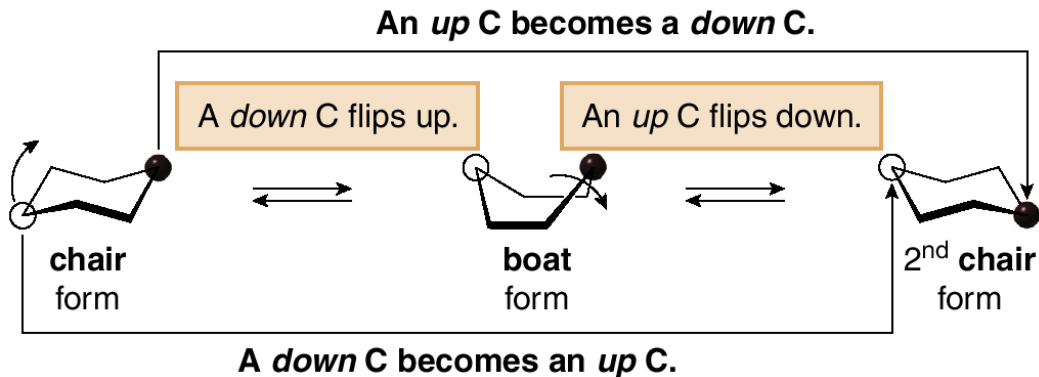 An up C becomes a down C.
A down C flips up.
An up C flips down.
chair
form
boat
form
2nd chair
form
A down C becomes an up C.